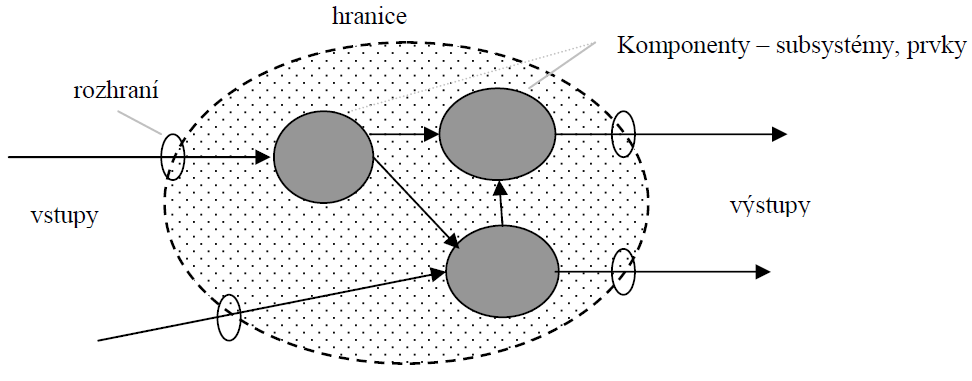 hranice
Komponenty – subsystémy, prvky
rozhraní
vstupy
výstupy